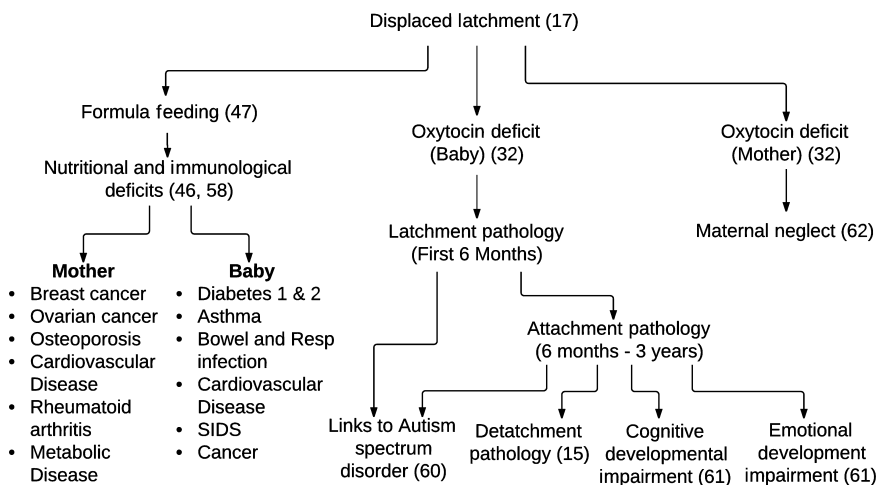 Displaced latchment (17)
Formula feeding (47)
Oxytocin deficit
(Baby) (32)
Oxytocin deficit
(Mother) (32)
Nutritional and immunological
deficits (46, 58)
Latchment pathology
(First 6 Months)
Maternal neglect (62)
Mother
• Breast cancer
• Ovarian cancer
• Osteoporosis
• Cardiovascular
Disease
• Rheumatoid
arthritis
• Metabolic
Disease
Baby
• Diabetes 1 & 2
• Asthma
• Bowel and Resp
infection
• Cardiovascular
Disease
• SIDS
• Cancer
Attachment pathology
(6 months - 3 years)
Links to Autism
spectrum
disorder (60)
Detatchment
pathology (15)
Cognitive
developmental
impairment (61)
Emotional
development
impairment (61)